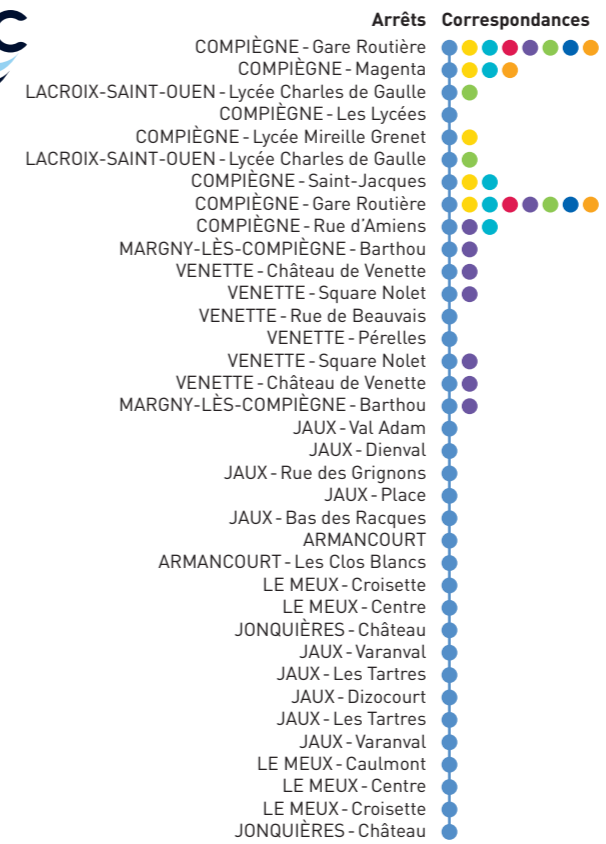 Arrêts Correspondances
COMPIÈGNE - Gare Routière
COMPIÈGNE - Magenta
LACROIX-SAINT-OUEN - Lycée Charles de Gaulle
COMPIÈGNE - Les Lycées
COMPIÈGNE - Lycée Mireille Grenet
LACROIX-SAINT-OUEN - Lycée Charles de Gaulle
COMPIÈGNE - Saint-Jacques
COMPIÈGNE - Gare Routière
COMPIÈGNE - Rue d'Amiens
MARGNY-LÈS-COMPIÈGNE - Barthou
VENETTE - Château de Venette
VENETTE - Square Nolet
VENETTE - Rue de Beauvais
VENETTE - Pérelles
VENETTE - Square Nolet
VENETTE - Château de Venette
MARGNY-LÈS-COMPIÈGNE - Barthou
JAUX - Val Adam
JAUX - Dienval
JAUX - Rue des Grignons
JAUX - Place
JAUX - Bas des Racques
ARMANCOURT
ARMANCOURT - Les Clos Blancs
LE MEUX - Croisette
LE MEUX - Centre
JONQUIÈRES - Château
JAUX - Varanval
JAUX - Les Tartres
JAUX - Dizocourt
JAUX - Les Tartres
JAUX - Varanval
LE MEUX - Caulmont
LE MEUX - Centre
LE MEUX - Croisette
JONQUIÈRES - Château